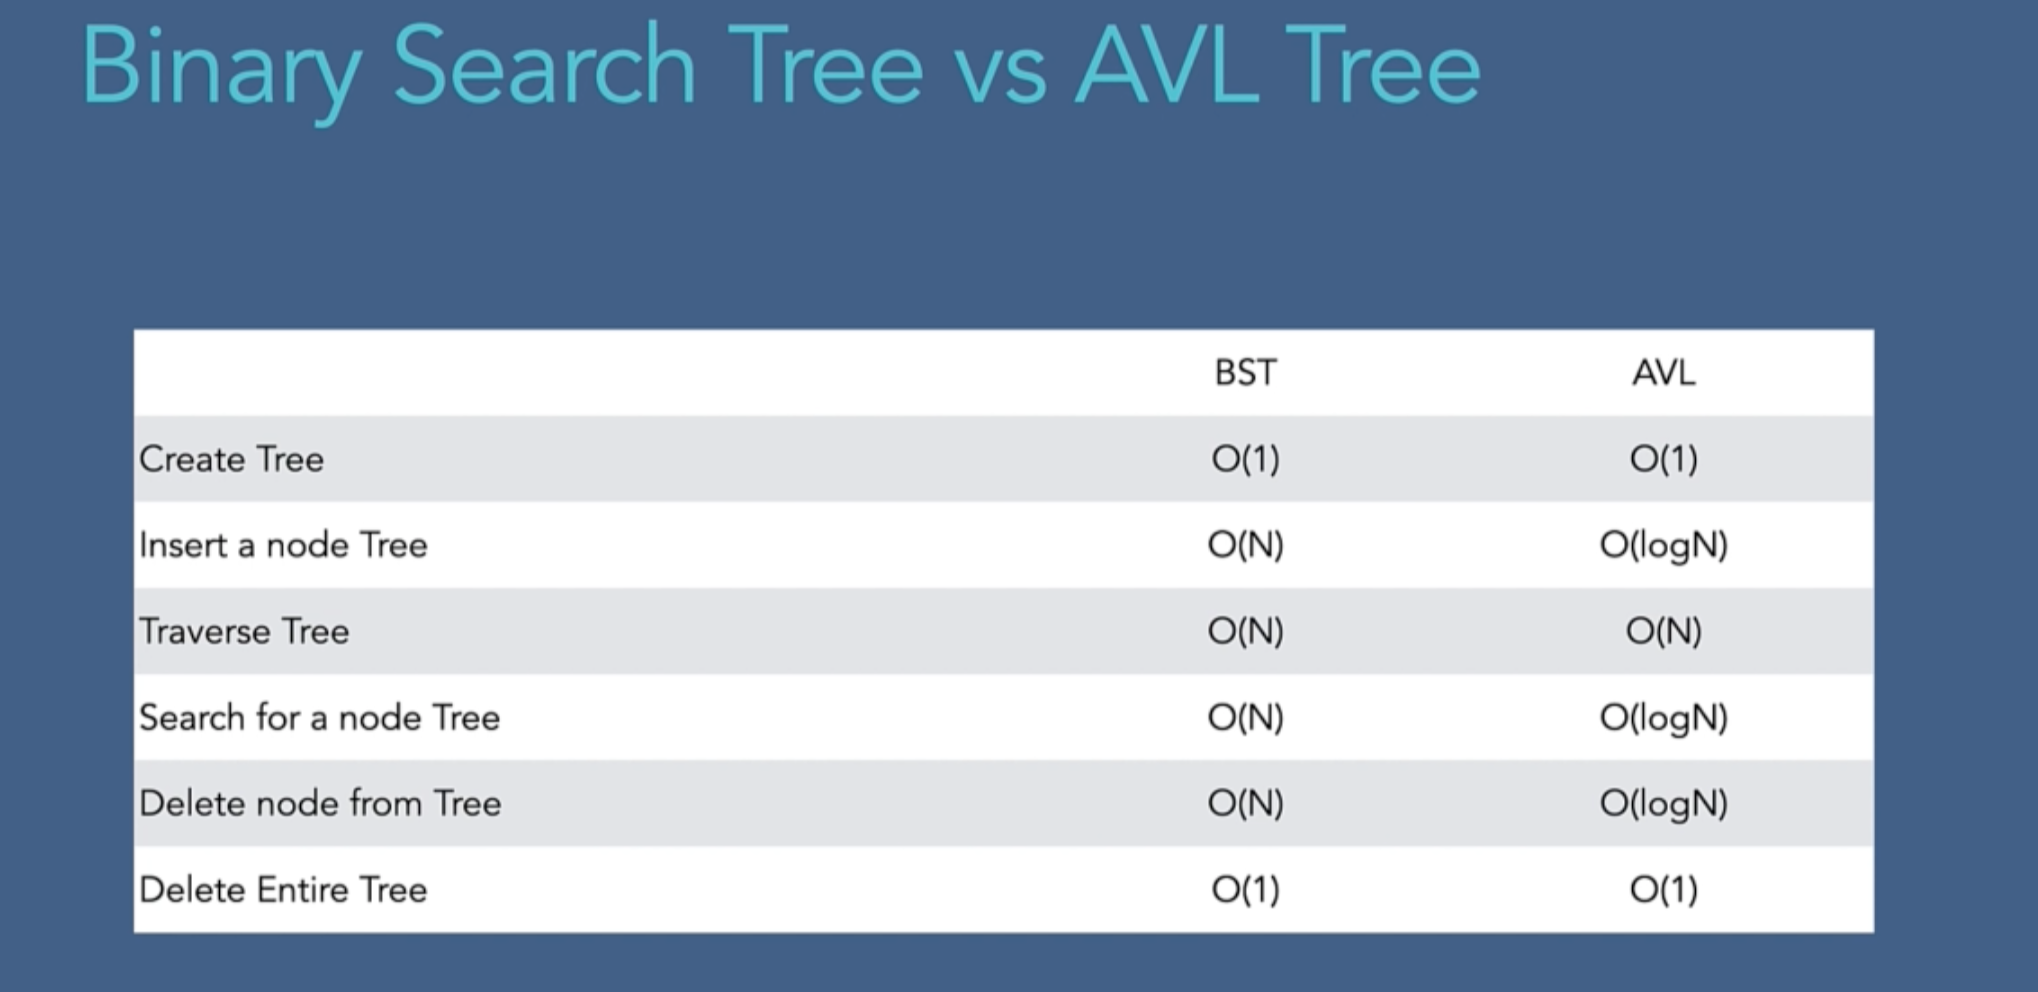 Binary Search Tree vs AVL Tree
BST AVL
Create Tree O(1) O(1)
Insert a node Tree O(N) O(logN)
Traverse Tree O(N) O(N)
Search for a node Tree O(N) O(logN)
Delete node from Tree O(N) O(logN)
Delete Entire Tree O(1) O(1)